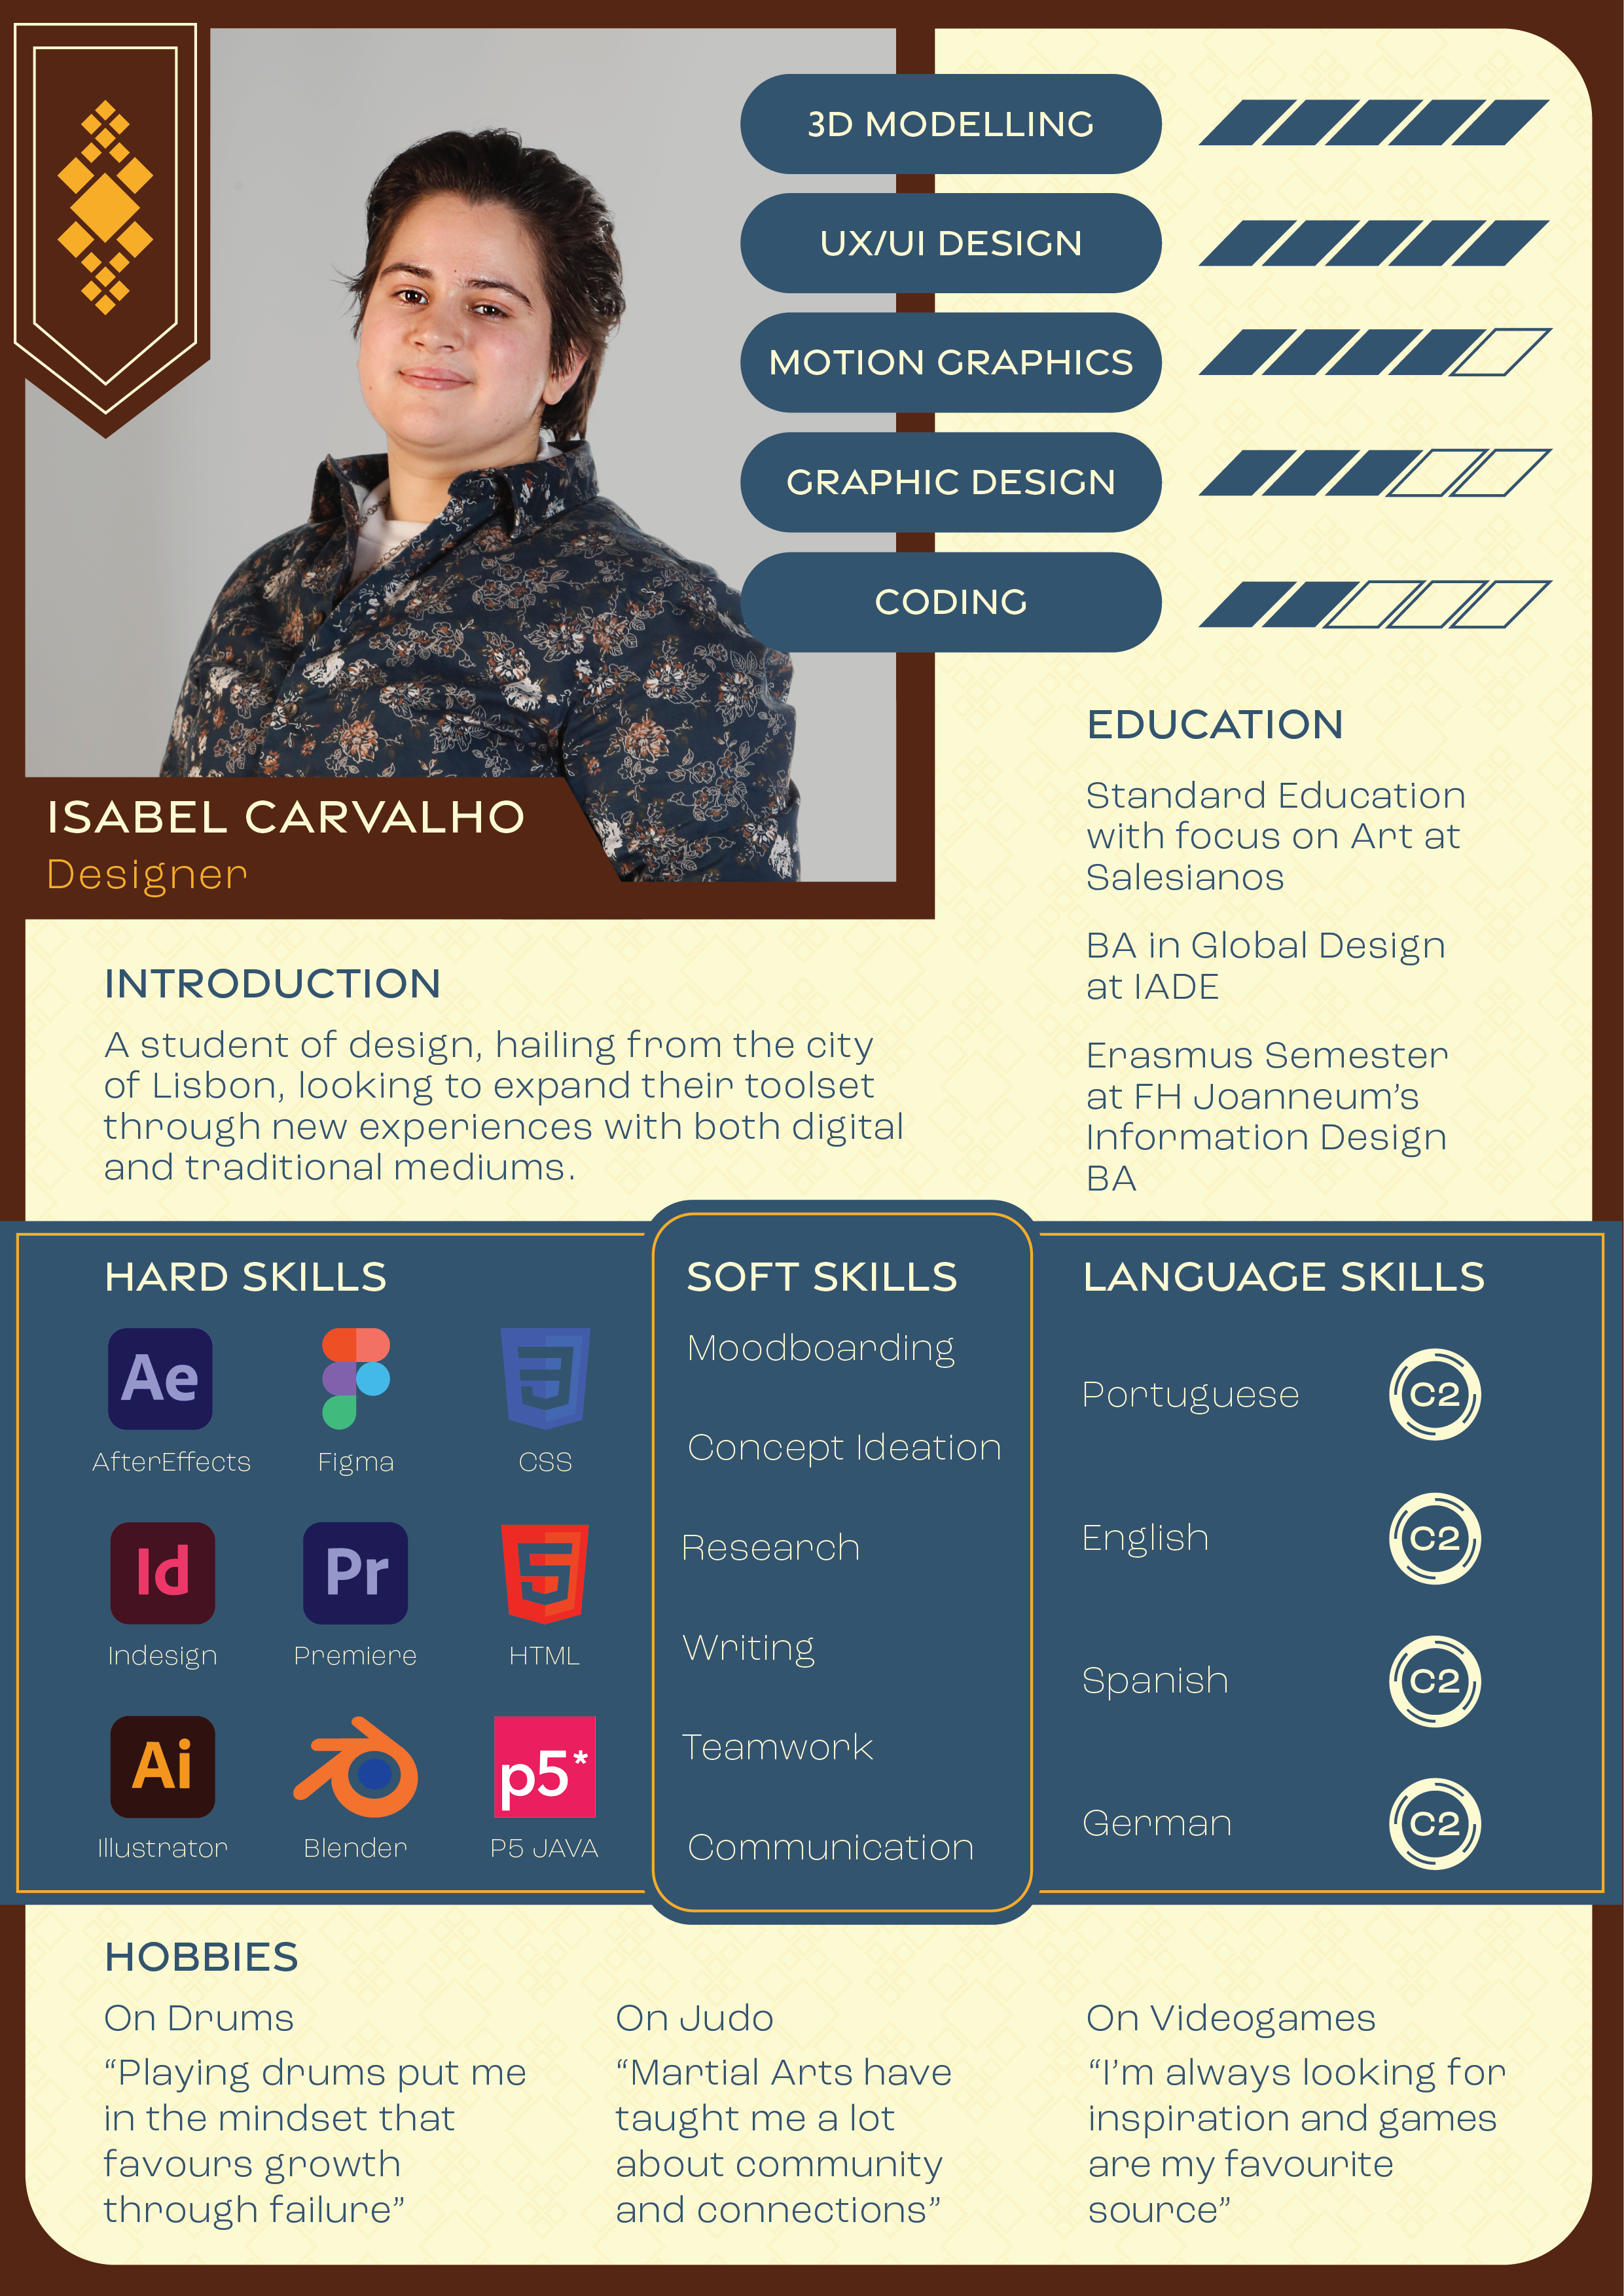 3D MODELLING
UX/UI DESIGN
MOTION GRAPHICS
GRAPHIC DESIGN
CODING
ISABEL CARVALHO
Designer
EDUCATION
Standard Education
with focus on Art at
Salesianos
BA in Global Design
at IADE
Erasmus Semester
at FH Joanneum’s
Information Design
BA
INTRODUCTION
A student of design, hailing from the city
of Lisbon, looking to expand their toolset
through new experiences with both digital
and traditional mediums.
HARD SKILLS
Ae
AfterEffects
Figma
3
CSS
Id
Indesign
Pr
Premiere
5
HTML
Ai
Illustrator
Blender
p5*
P5 JAVA
SOFT SKILLS
Moodboarding
Concept Ideation
Research
Writing
Teamwork
Communication
LANGUAGE SKILLS
Portuguese C2
English C2
Spanish C2
German C2
HOBBIES
On Drums
“Playing drums put me
in the mindset that
favours growth
through failure”
On Judo
“Martial Arts have
taught me a lot
about community
and connections”
On Videogames
“I’m always looking for
inspiration and games
are my favourite
source”